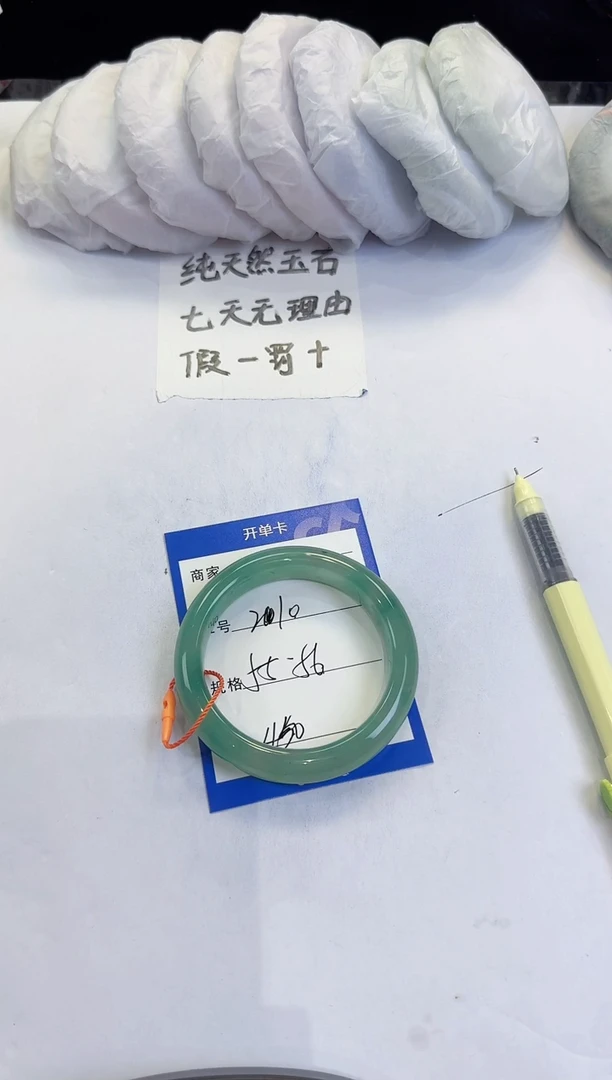 纯天然玉石
七天无理由
假一罚十
开单卡
商家
号 2010
规格 55-56
450